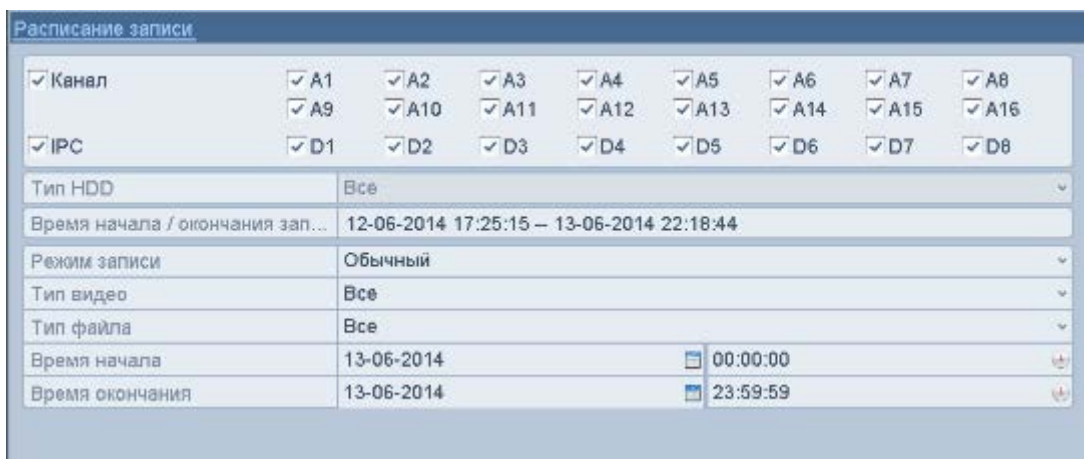 Расписание записи
Канал A1 A2 A3 A4 A5 A6 A7 A8
A9 A10 A11 A12 A13 A14 A15 A16
IPC D1 D2 D3 D4 D5 D6 D7 D8
Тип HDD Все
Время начала / окончания зап... 12-06-2014 17:25:15 -- 13-06-2014 22:18:44
Режим записи Обычный
Тип видео Все
Тип файла Все
Время начала 13-06-2014 00:00:00
Время окончания 13-06-2014 23:59:59